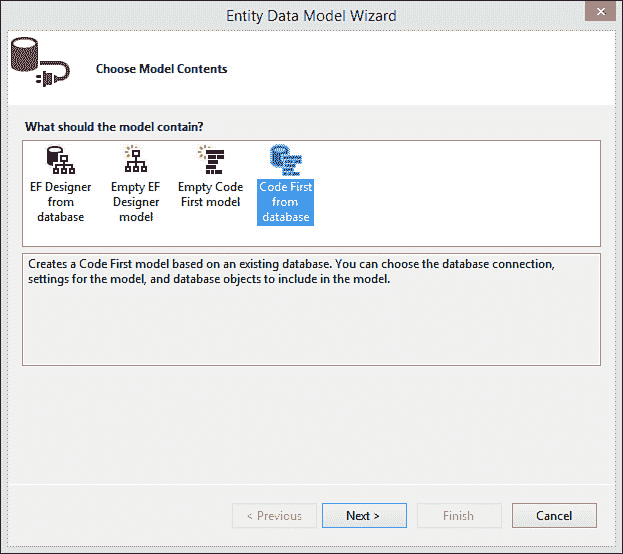 Entity Data Model Wizard
Choose Model Contents
What should the model contain?
EF Designer
from
database
Empty EF
Designer
model
Empty Code
First model
Code First
from
database
Creates a Code First model based on an existing database. You can choose the database connection,
settings for the model, and database objects to include in the model.
< Previous
Next >
Finish
Cancel